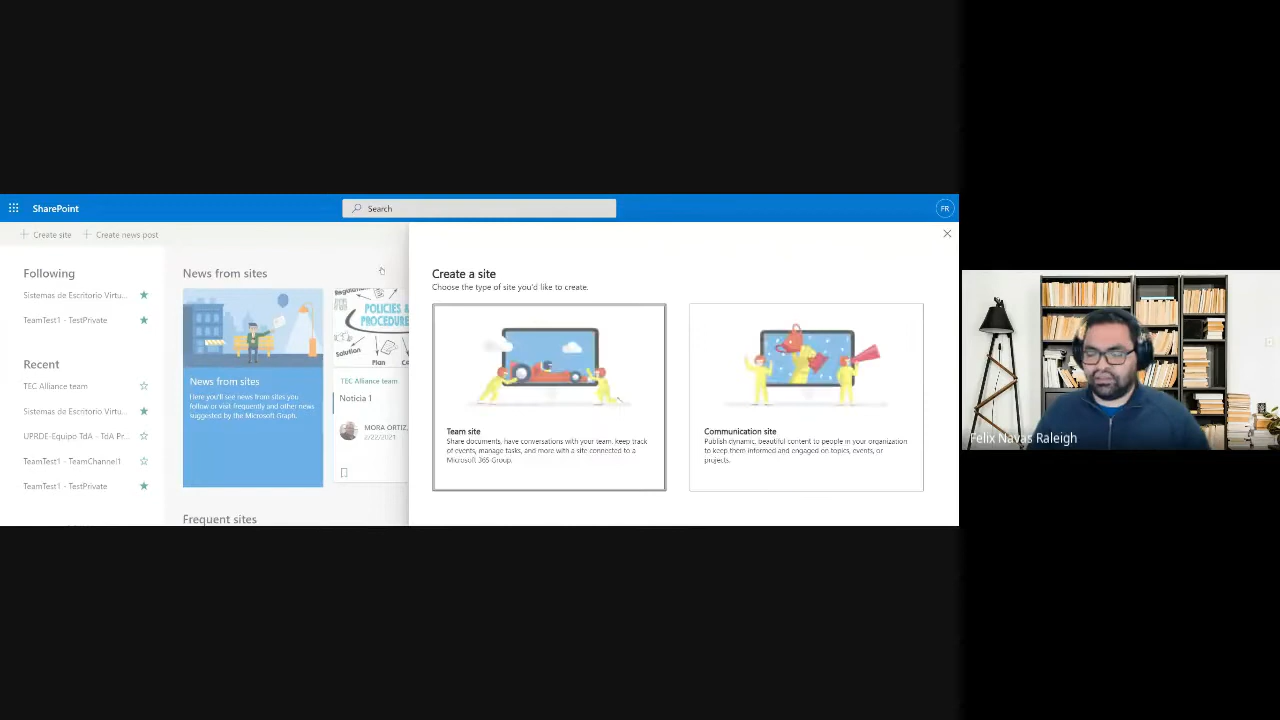 SharePoint
Search
FR
Create site
Create news post
Following
Sistemas de Escritorio Virtu...
TeamTest1 - TestPrivate
Recent
TEC Alliance team
Sistemas de Escritorio Virtu...
UPRDE-Equipo TdA - TdA Pr...
TeamTest1 - TeamChannel1
TeamTest1 - TestPrivate
News from sites
News from sites
Here you'll see news from sites you
follow or visit frequently and other news
suggested by the Microsoft Graph.
POLICIES &
PROCEDURE
Solution
Plan
TEC Alliance team
Noticia 1
MORA ORTIZ,
2/22/2021
Frequent sites
Create a site
Choose the type of site you'd like to create.
Team site
Share documents, have conversations with your team, keep track
of events, manage tasks, and more with a site connected to a
Microsoft 365 Group.
Communication site
Publish dynamic, beautiful content to people in your organization
to keep them informed and engaged on topics, events, or
projects.
Felix Navas Raleigh